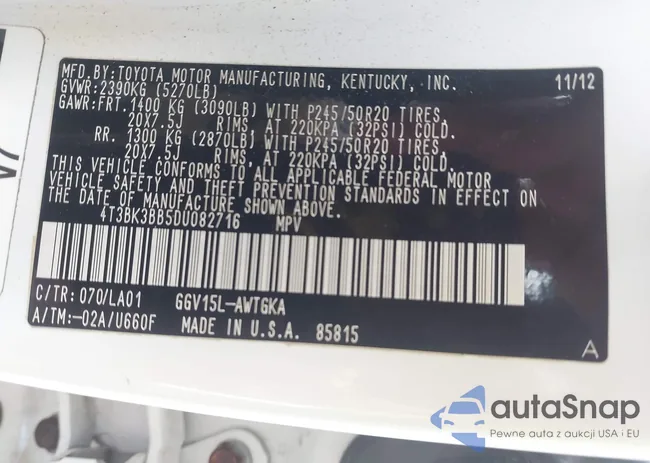 MFD.BY:TOYOTA MOTOR MANUFACTURING, KENTUCKY, INC. 11/12
GVWR:2390KG (5270LB)
GAWR:FRT. 1400 KG (3090LB) WITH P245/50R20 TIRES,
20X7.5J RIMS, AT 220KPA (32PSI) COLD.
RR. 1300 KG (2870LB) WITH P245/50R20 TIRES,
20X7.5J RIMS, AT 220KPA (32PSI) COLD.
THIS VEHICLE CONFORMS TO ALL APPLICABLE FEDERAL MOTOR
VEHICLE SAFETY AND THEFT PREVENTION STANDARDS IN EFFECT ON
THE DATE OF MANUFACTURE SHOWN ABOVE.
4T3BK3BB5DU082716 MPV
C/TR: 070/LA01 GGV15L-AWTGKA
A/TM:-02A/U660F MADE IN U.S.A. 85815
A
autaSnap
Pewne auta z aukcji USA i EU